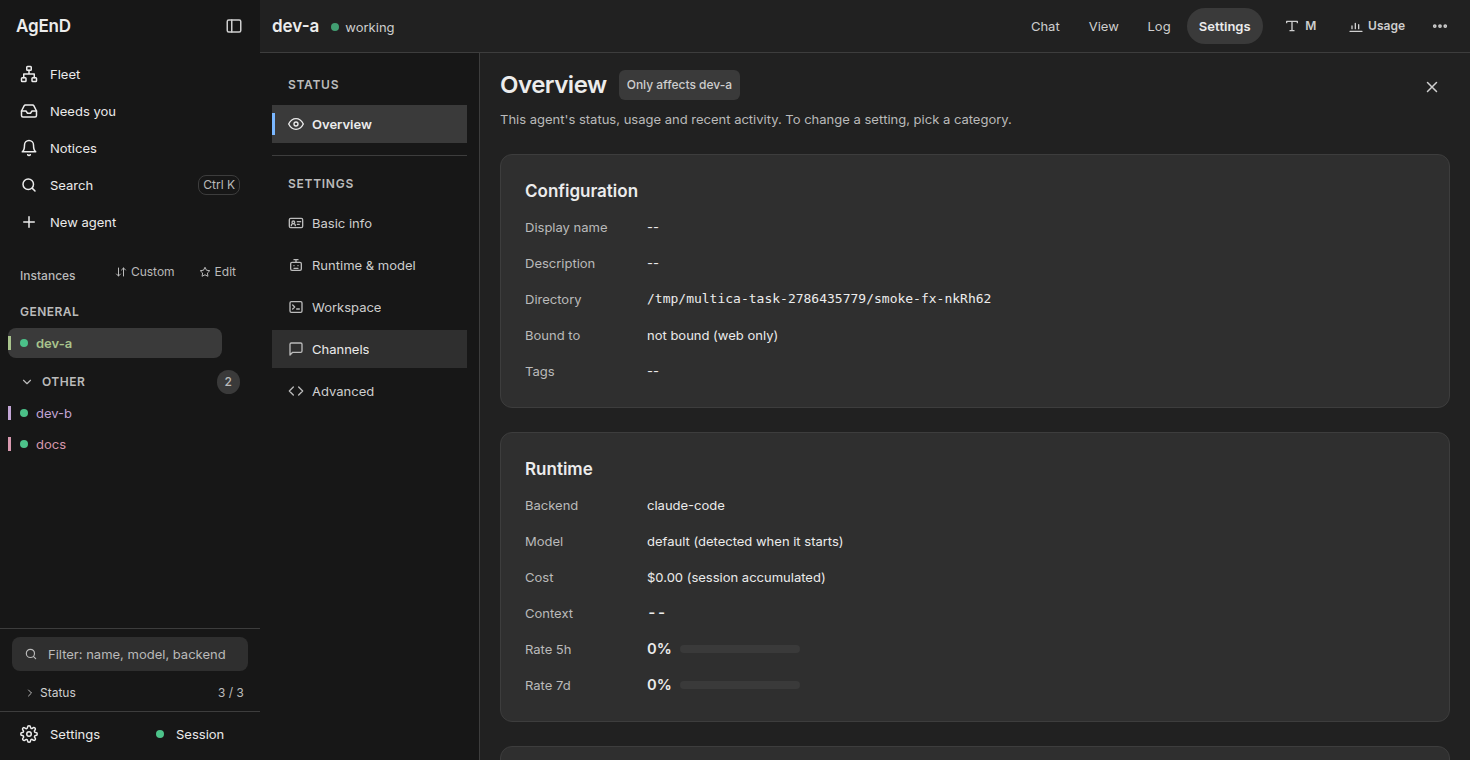 AgEnD
Fleet
Needs you
Notices
Search Ctrl K
New agent
Instances Custom Edit
GENERAL
dev-a
OTHER 2
dev-b
docs
Filter: name, model, backend
Status 3 / 3
Settings Session
dev-a working
Chat View Log Settings M Usage
STATUS
Overview
SETTINGS
Basic info
Runtime & model
Workspace
Channels
Advanced
Overview Only affects dev-a
This agent's status, usage and recent activity. To change a setting, pick a category.
Configuration
Display name --
Description --
Directory /tmp/multica-task-2786435779/smoke-fx-nkRh62
Bound to not bound (web only)
Tags --
Runtime
Backend claude-code
Model default (detected when it starts)
Cost $0.00 (session accumulated)
Context --
Rate 5h 0%
Rate 7d 0%